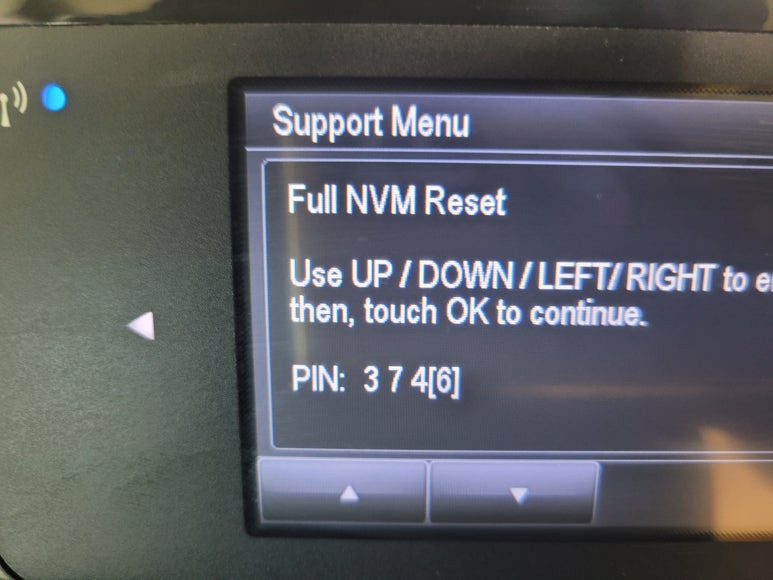 Support Menu
Full NVM Reset
Use UP / DOWN / LEFT/ RIGHT to
then, touch OK to continue.
PIN: 3 7 4[6]